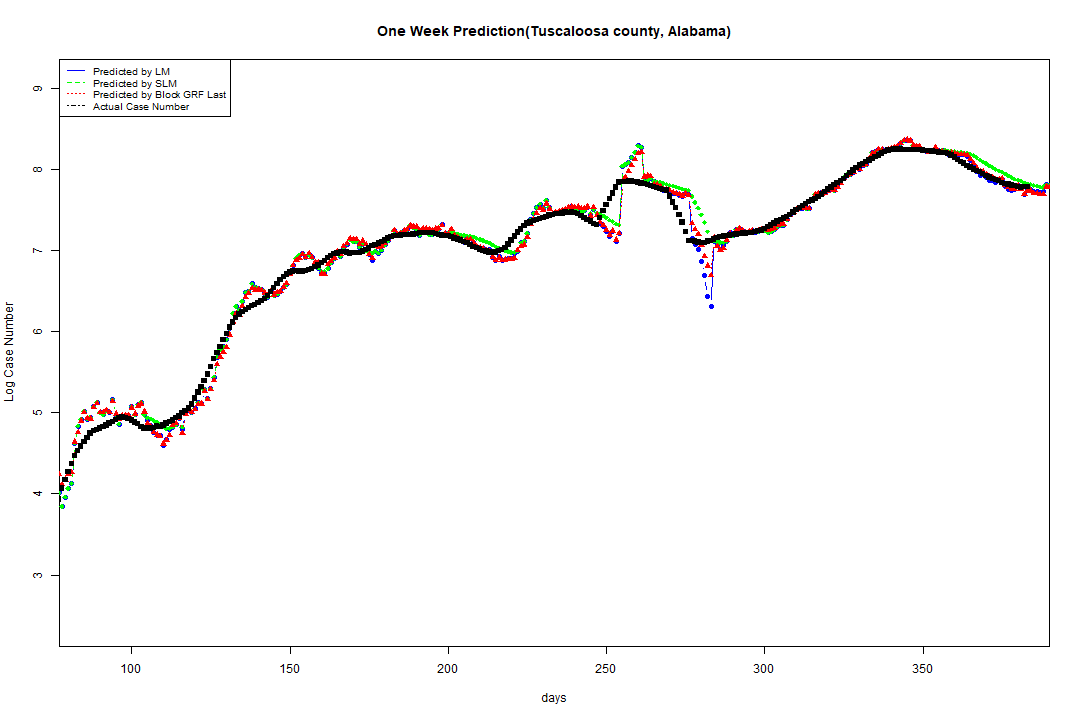 One Week Prediction(Tuscaloosa county, Alabama)
Predicted by LM
Predicted by SLM
Predicted by Block GRF Last
Actual Case Number
9
8
7
6
5
4
3
Log Case Number
100 150 200 250 300 350
days